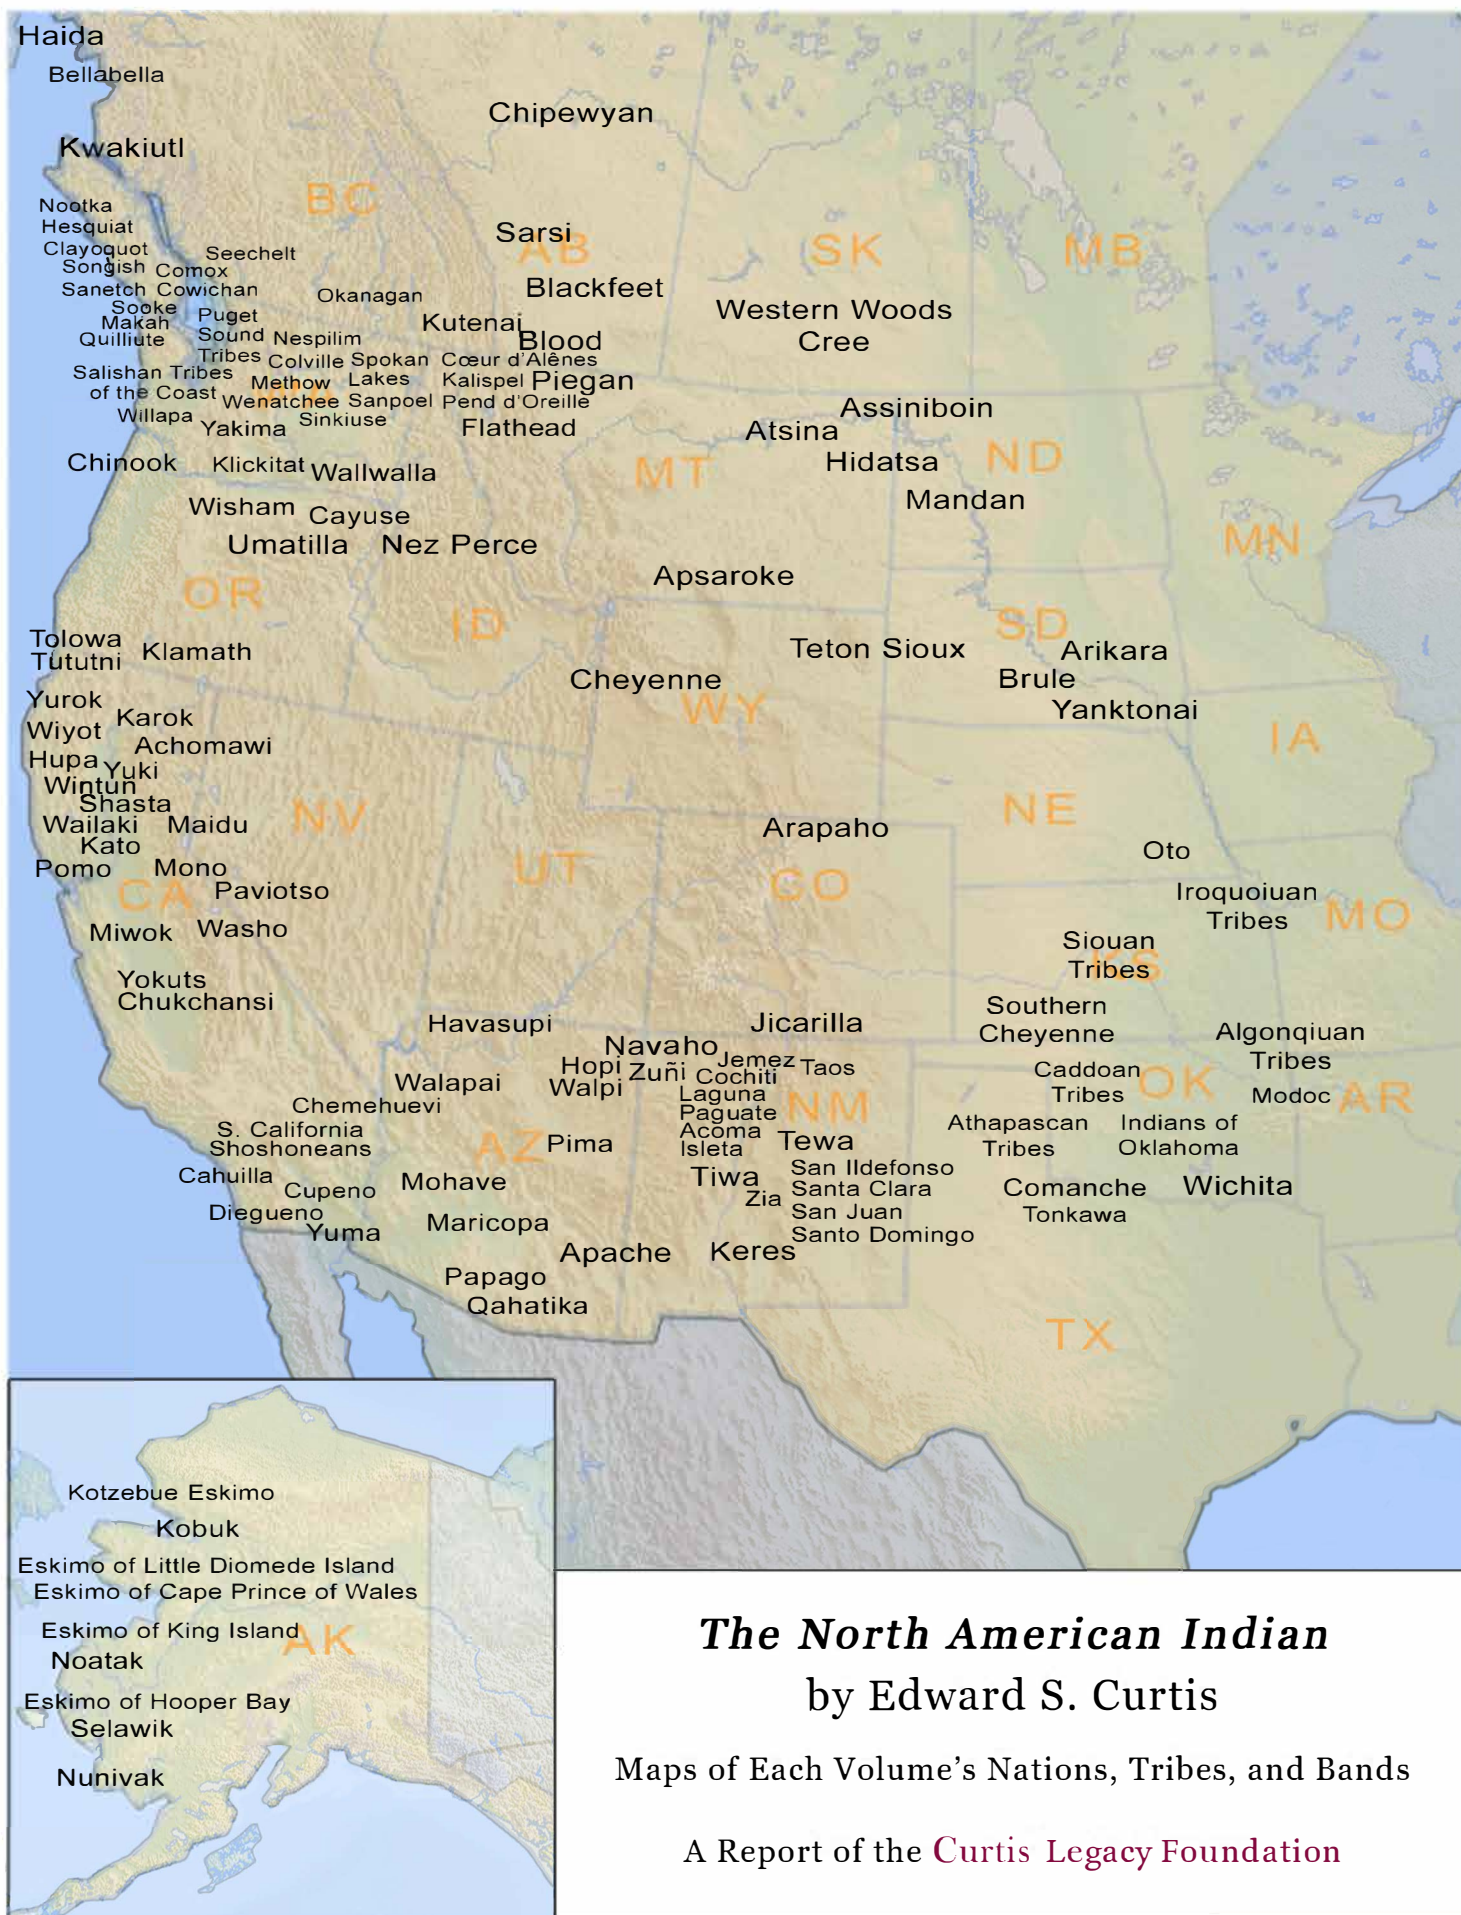 Haida
Bellabella
Chipewyan
Kwakiutl
BC
Nootka
Hesquiat
Clayoquot
Songish
Seechelt
Comox
Sanetch
Cowichan
Sooke
Makah
Quilliute
Puget
Sound
Tribes
Okanagan
Nespilim
Colville
Spokan
Salishan Tribes
of the Coast
Methow
Lakes
Wenatchee
Sanpoel
Sinkiuse
Willapa
Yakima
Sarsi
AB
SK
MB
Blackfeet
Western Woods
Cree
Kutenai
Blood
Cœur d'Alênes
Kalispel
Piegan
Pend d'Oreille
Flathead
Assiniboin
Atsina
Hidatsa
Mandan
MT
ND
MN
Chinook
Klickitat
Wallwalla
Wisham
Cayuse
Umatilla
Nez Perce
Apsaroke
OR
ID
SD
Tolowa
Tututni
Klamath
Teton Sioux
Arikara
Cheyenne
Brule
Yanktonai
WY
IA
Yurok
Karok
Wiyot
Achomawi
Hupa
Yuki
Wintun
Shasta
Wailaki
Maidu
Kato
Pomo
Mono
NV
UT
NE
Arapaho
CO
Oto
CA
Paviotso
Miwok
Washo
Iroquoiuan
Tribes
MO
Siouan
Tribes
KS
Yokuts
Chukchansi
Southern
Cheyenne
Algonqiuan
Tribes
Havasupi
Jicarilla
Navaho
Hopi
Walpi
Zuñi
Jemez
Cochiti
Taos
Laguna
Paguate
Acoma
Isleta
NM
Walapai
Chemehuevi
Caddoan
Tribes
OK
Modoc
AR
S. California
Shoshoneans
AZ
Pima
Tewa
Athapascan
Tribes
Indians of
Oklahoma
Cahuilla
Cupeno
Mohave
Tiwa
Zia
San Ildefonso
Santa Clara
San Juan
Santo Domingo
Comanche
Tonkawa
Wichita
Diegueno
Yuma
Maricopa
Apache
Keres
Papago
Qahatika
TX
Kotzebue Eskimo
Kobuk
Eskimo of Little Diomede Island
Eskimo of Cape Prince of Wales
Eskimo of King Island
AK
Noatak
Eskimo of Hooper Bay
Selawik
Nunivak
The North American Indian
by Edward S. Curtis
Maps of Each Volume's Nations, Tribes, and Bands
A Report of the Curtis Legacy Foundation